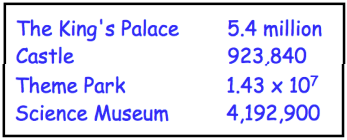 The King's Palace 5.4 million
Castle 923,840
Theme Park 1.43 x 10⁷
Science Museum 4,192,900